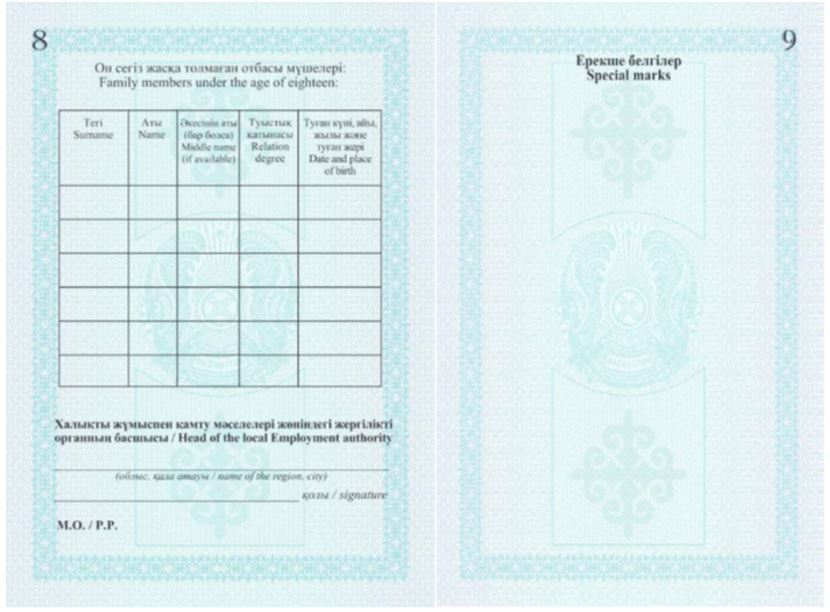 8
Он сегіз жасқа толмаған отбасы мүшелері:
Family members under the age of eighteen:
Тегі
Surname
Аты
Name
Әкесінің аты
(бар болса)
Middle name
(if available)
Туыстық
қатынасы
Relation
degree
Туған күні, айы,
жылы және
туған жері
Date and place
of birth
Халықты жұмыспен қамту мәселелері жөніндегі жергілікті
органның басшысы / Head of the local Employment authority
(облыс, қала атауы / name of the region, city)
қолы / signature
М.О. / P.P.
9
Ерекше белгілер
Special marks